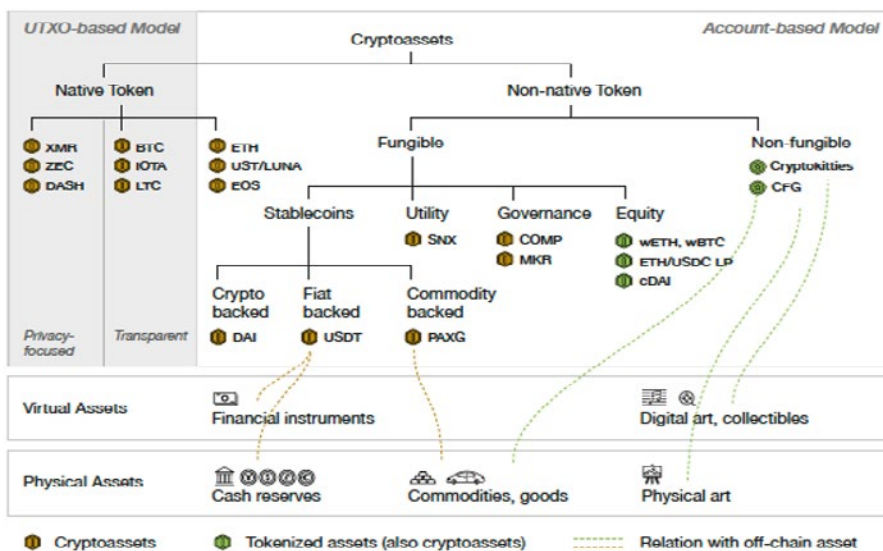 UTXO-based Model
Account-based Model
Cryptoassets
Native Token
Non-native Token
XMR
ZEC
DASH
BTC
IOTA
LTC
ETH
UST/LUNA
EOS
Fungible
Non-fungible
Cryptokitties
CFG
Stablecoins
Utility
SNX
Governance
COMP
MKR
Equity
wETH, wBTC
ETH/USDC LP
cDAI
Crypto
backed
DAI
Fiat
backed
USDT
Commodity
backed
PAXG
Privacy-
focused
Transparent
Virtual Assets
Financial instruments
Digital art, collectibles
Physical Assets
Cash reserves
Commodities, goods
Physical art
Cryptoassets
Tokenized assets (also cryptoassets)
Relation with off-chain asset